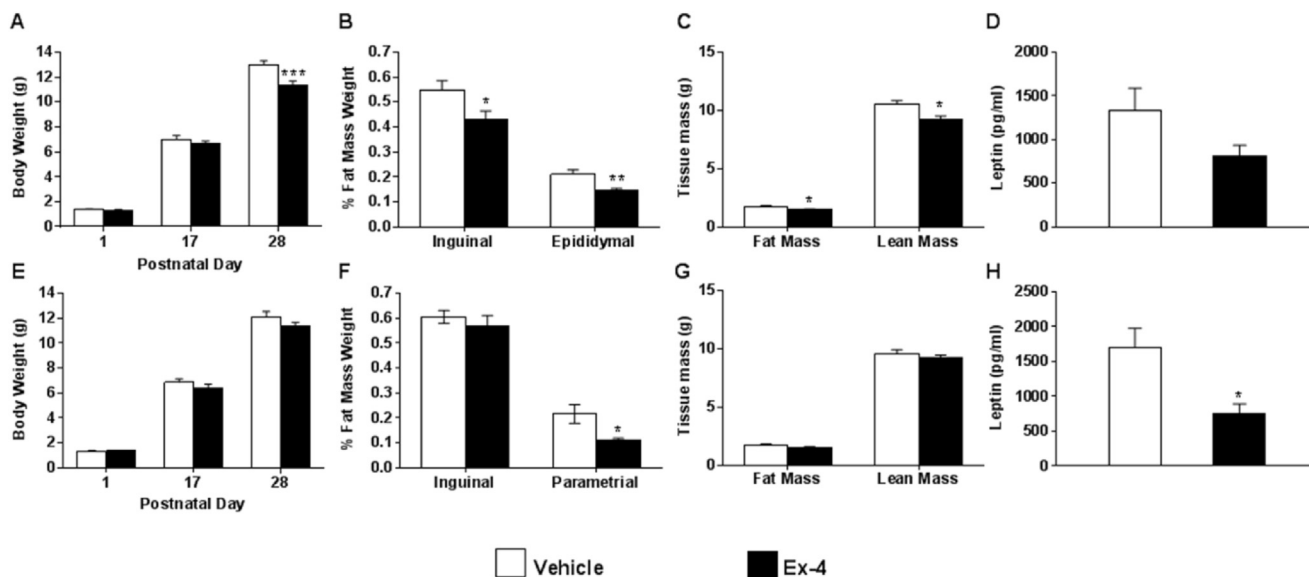 A
Body Weight (g)
14
12
10
8
6
4
2
0
***
1 17 28
Postnatal Day
B
% Fat Mass Weight
0.7
0.6
0.5
0.4
0.3
0.2
0.1
0.0
*
**
Inguinal Epididymal
C
Tissue mass (g)
15
10
5
0
*
*
Fat Mass Lean Mass
D
Leptin (pg/ml)
2000
1500
1000
500
0
E
Body Weight (g)
14
12
10
8
6
4
2
0
1 17 28
Postnatal Day
F
% Fat Mass Weight
0.7
0.6
0.5
0.4
0.3
0.2
0.1
0.0
*
Inguinal Parametrial
G
Tissue mass (g)
15
10
5
0
Fat Mass Lean Mass
H
Leptin (pg/ml)
2500
2000
1500
1000
500
0
*
Vehicle Ex-4